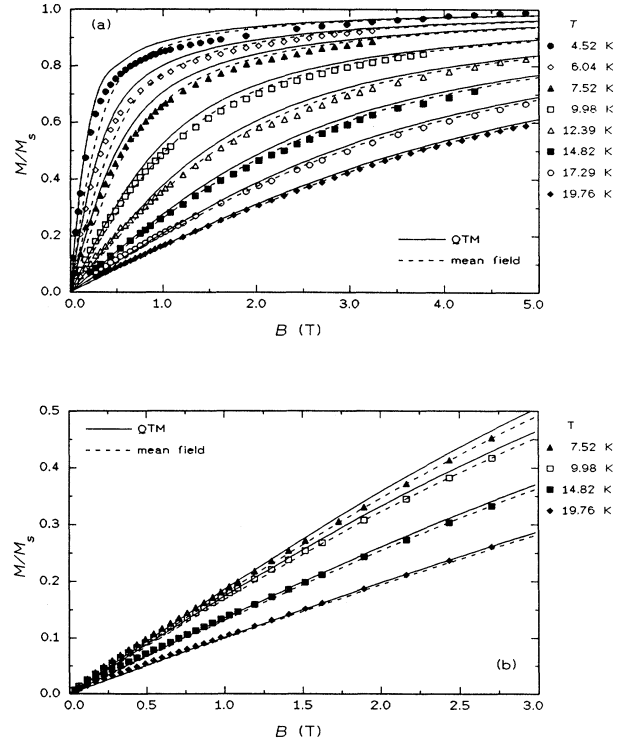 (a)
1.0
0.8
0.6
0.4
0.2
0.0
M/Ms
0.0 1.0 2.0 3.0 4.0 5.0
B (T)
QTM
mean field
T
4.52 K
6.04 K
7.52 K
9.98 K
12.39 K
14.82 K
17.29 K
19.76 K
0.5
0.4
0.3
0.2
0.1
0.0
M/Ms
QTM
mean field
0.0 0.5 1.0 1.5 2.0 2.5 3.0
B (T)
(b)
T
7.52 K
9.98 K
14.82 K
19.76 K